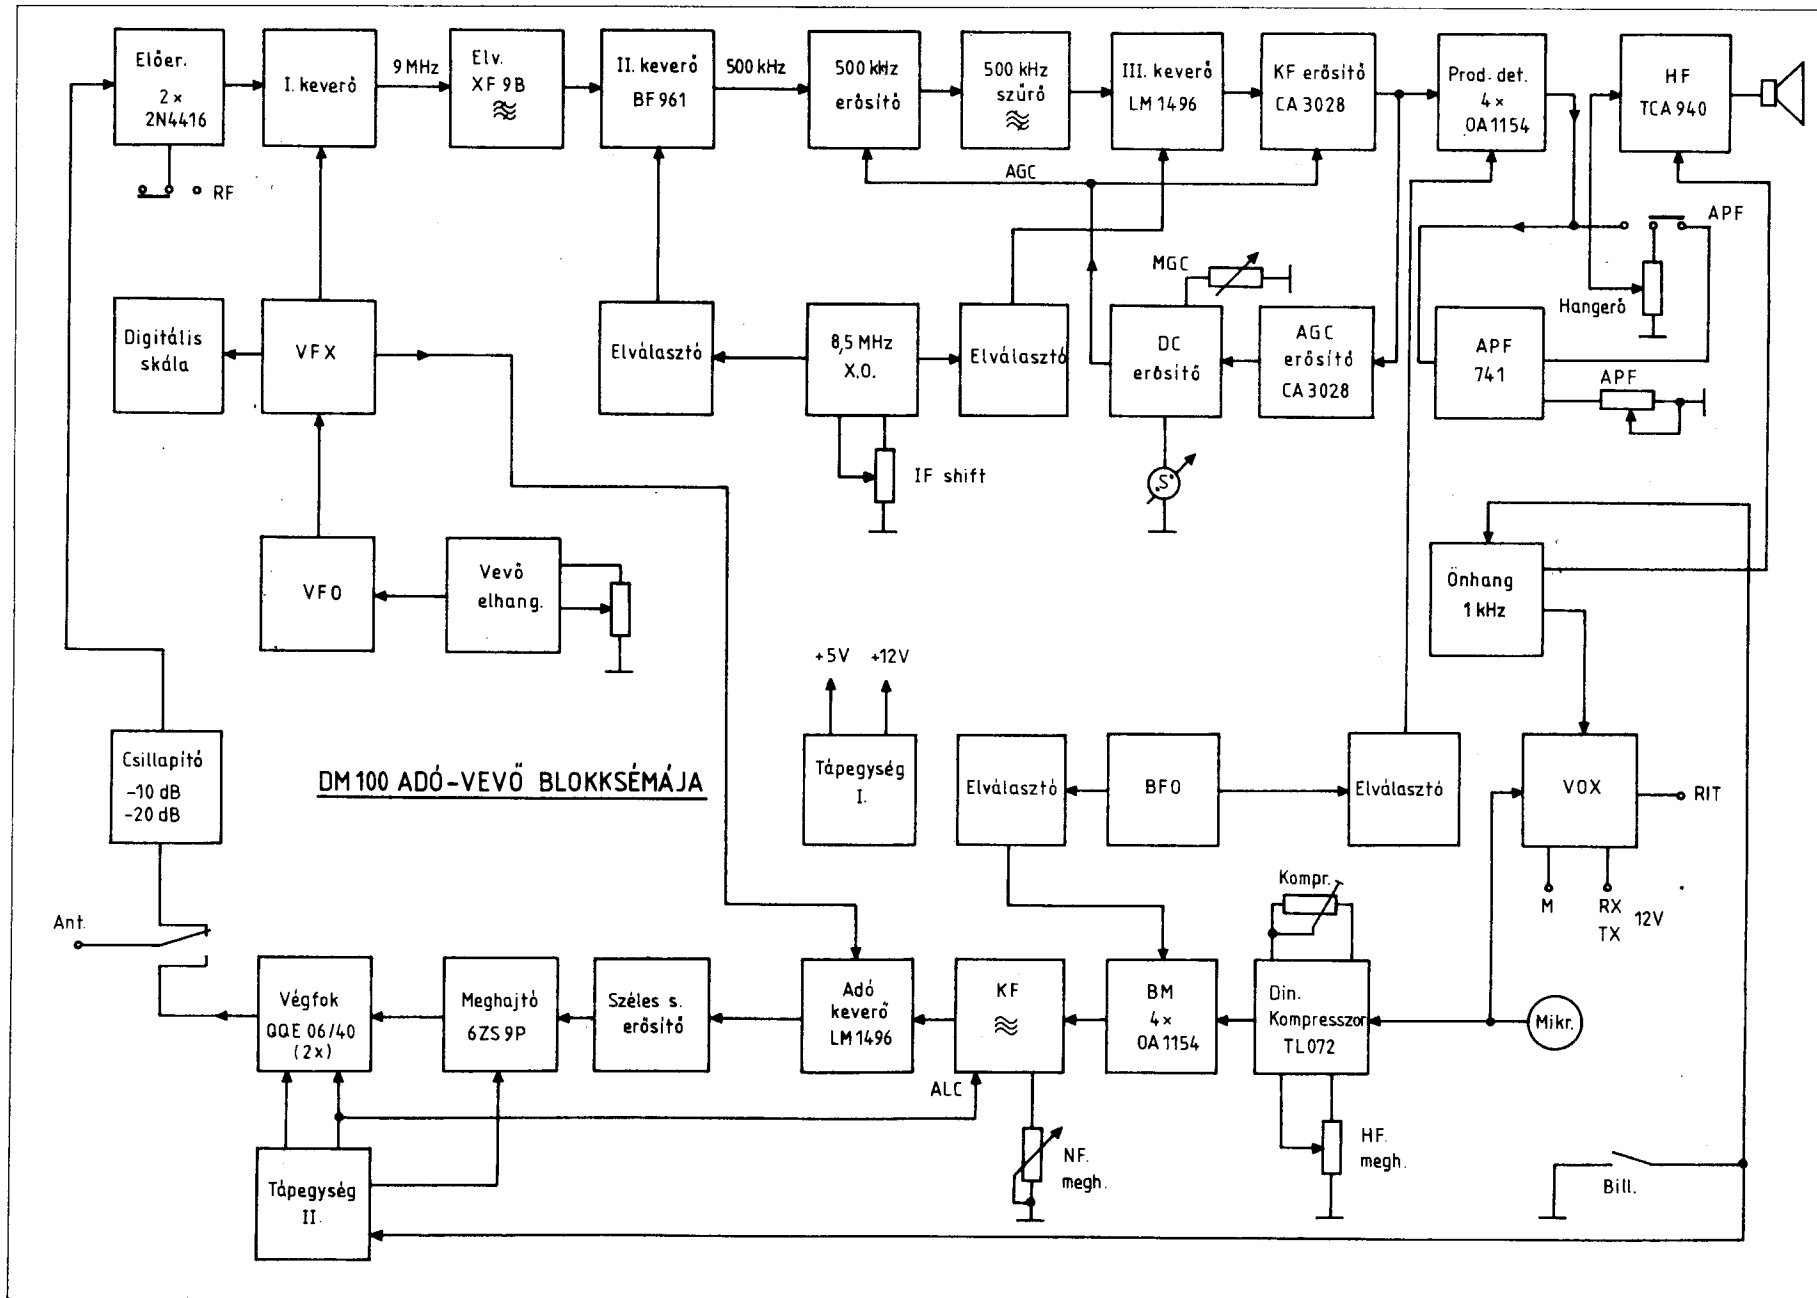 Előer.
2 ×
2N4416
RF
I. keverő
9 MHz
Elv.
XF 9B
II. keverő
BF 961
500 kHz
500 kHz
erősítő
500 kHz
szűrő
III. keverő
LM 1496
KF erősítő
CA 3028
Prod. det.
4 ×
OA 1154
HF
TCA 940
AGC
APF
Hangerő
MGC
Digitális
skála
VFX
Elválasztó
8,5 MHz
X.O.
Elválasztó
DC
erősítő
AGC
erősítő
CA 3028
APF
741
APF
IF shift
"S"
VFO
Vevő
elhang.
Önhang
1 kHz
+5V
+12V
Csillapító
-10 dB
-20 dB
DM 100 ADÓ-VEVŐ BLOKKSÉMÁJA
Tápegység
I.
Elválasztó
BFO
Elválasztó
VOX
RIT
M
RX
TX
12V
Kompr.
Ant.
Végfok
QQE 06/40
(2×)
Meghajtó
6ZS 9P
Széles s.
erősítő
Adó
keverő
LM 1496
KF
BM
4×
OA 1154
Din.
Kompresszor
TL 072
Mikr.
ALC
NF.
megh.
HF.
megh.
Bill.
Tápegység
II.